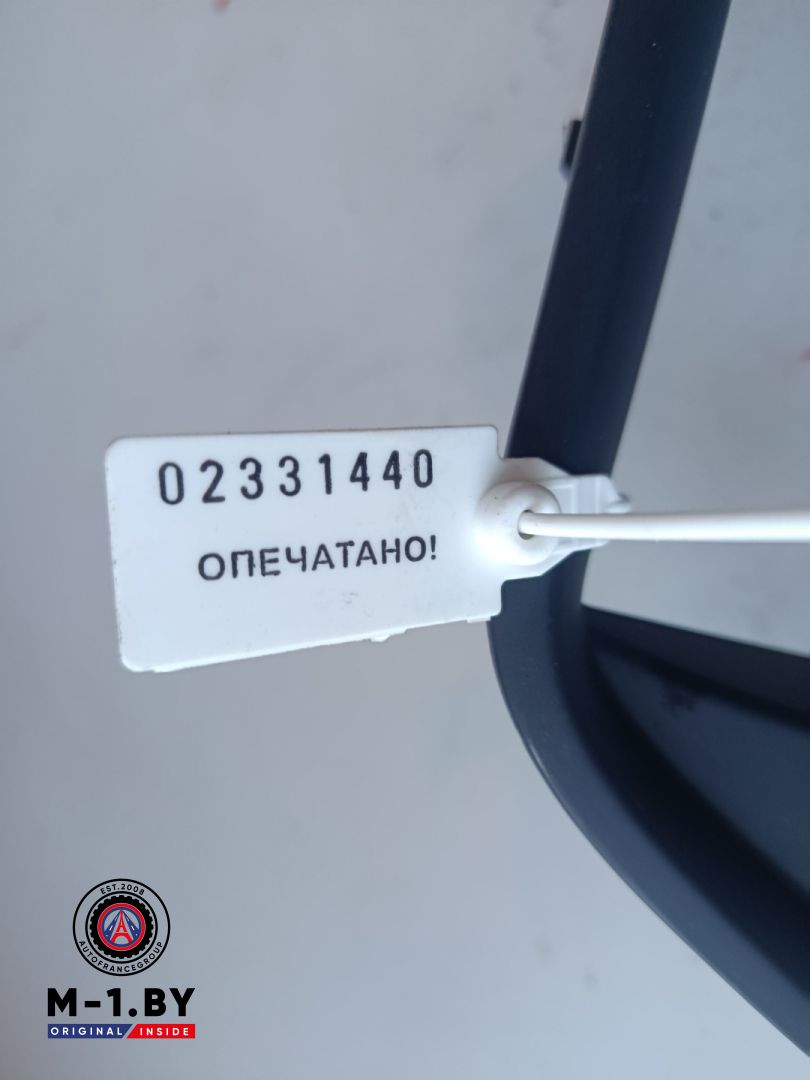 02331440
ОПЕЧАТАНО!
EST.2008
AUTOFRANCEGROUP
M-1.BY
ORIGINAL INSIDE